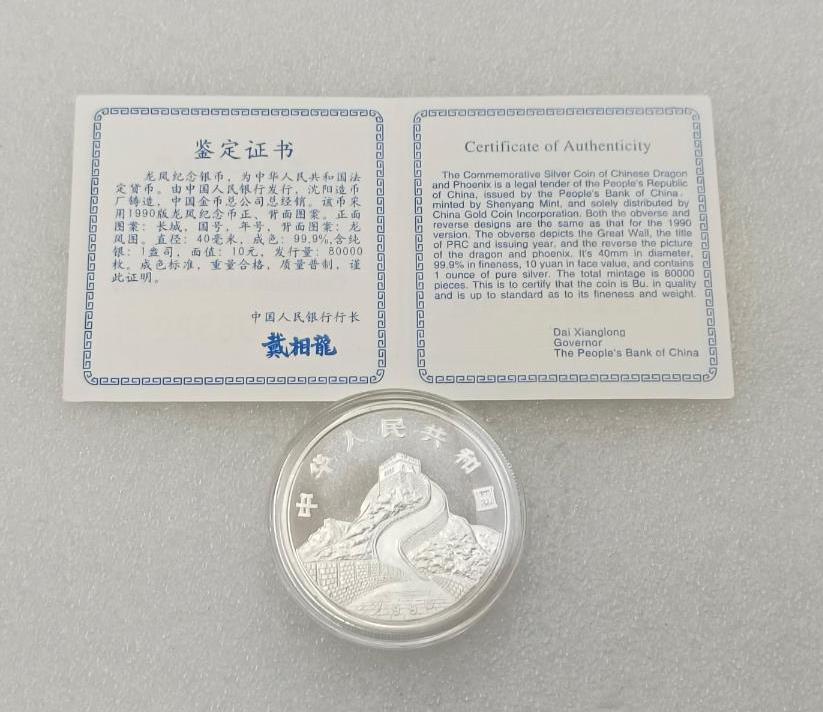 鉴定证书
龙凤纪念银币，为中华人民共和国法
定货币。由中国人民银行发行，沈阳造币
厂铸造，中国金币总公司总经销。该币采
用1990版龙凤纪念币正、背面图案。正面
图案：长城，国号，年号，背面图案：龙
凤图。直径：40毫米，成色：99.9%,含纯
银：1盎司，面值：10元，发行量：80000
枚。成色标准，重量合格，质量普制，谨
此证明。
中国人民银行行长
戴相龍
Certificate of Authenticity
The Commemorative Silver Coin of Chinese Dragon
and Phoenix is a legal tender of the People's Republic
of China, issued by the People's Bank of China.
minted by Shenyang Mint, and solely distributed by
China Gold Coin Incorporation. Both the obverse and
reverse designs are the same as that for the 1990
version. The obverse depicts the Great Wall, the title
of PRC and issuing year, and the reverse the picture
of the dragon and phoenix. It's 40mm in diameter,
99.9% in fineness, 10 yuan in face value, and contains
1 ounce of pure silver. The total mintage is 80000
pieces. This is to certify that the coin is Bu. in quality
and is up to standard as to its fineness and weight.
Dai Xianglong
Governor
The People's Bank of China
中华人民共和国